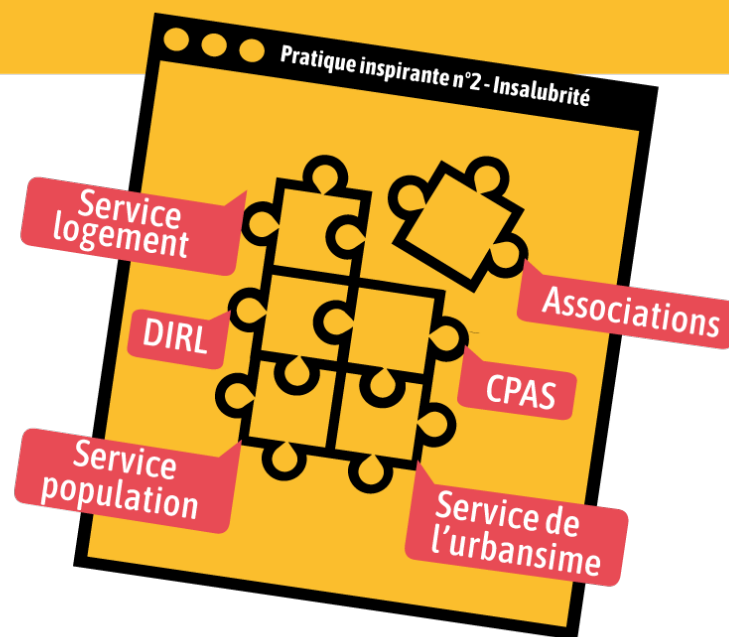 Pratique inspirante n°2 - Insalubrité
Service
logement
Associations
DIRL
CPAS
Service
population
Service de
l'urbansime